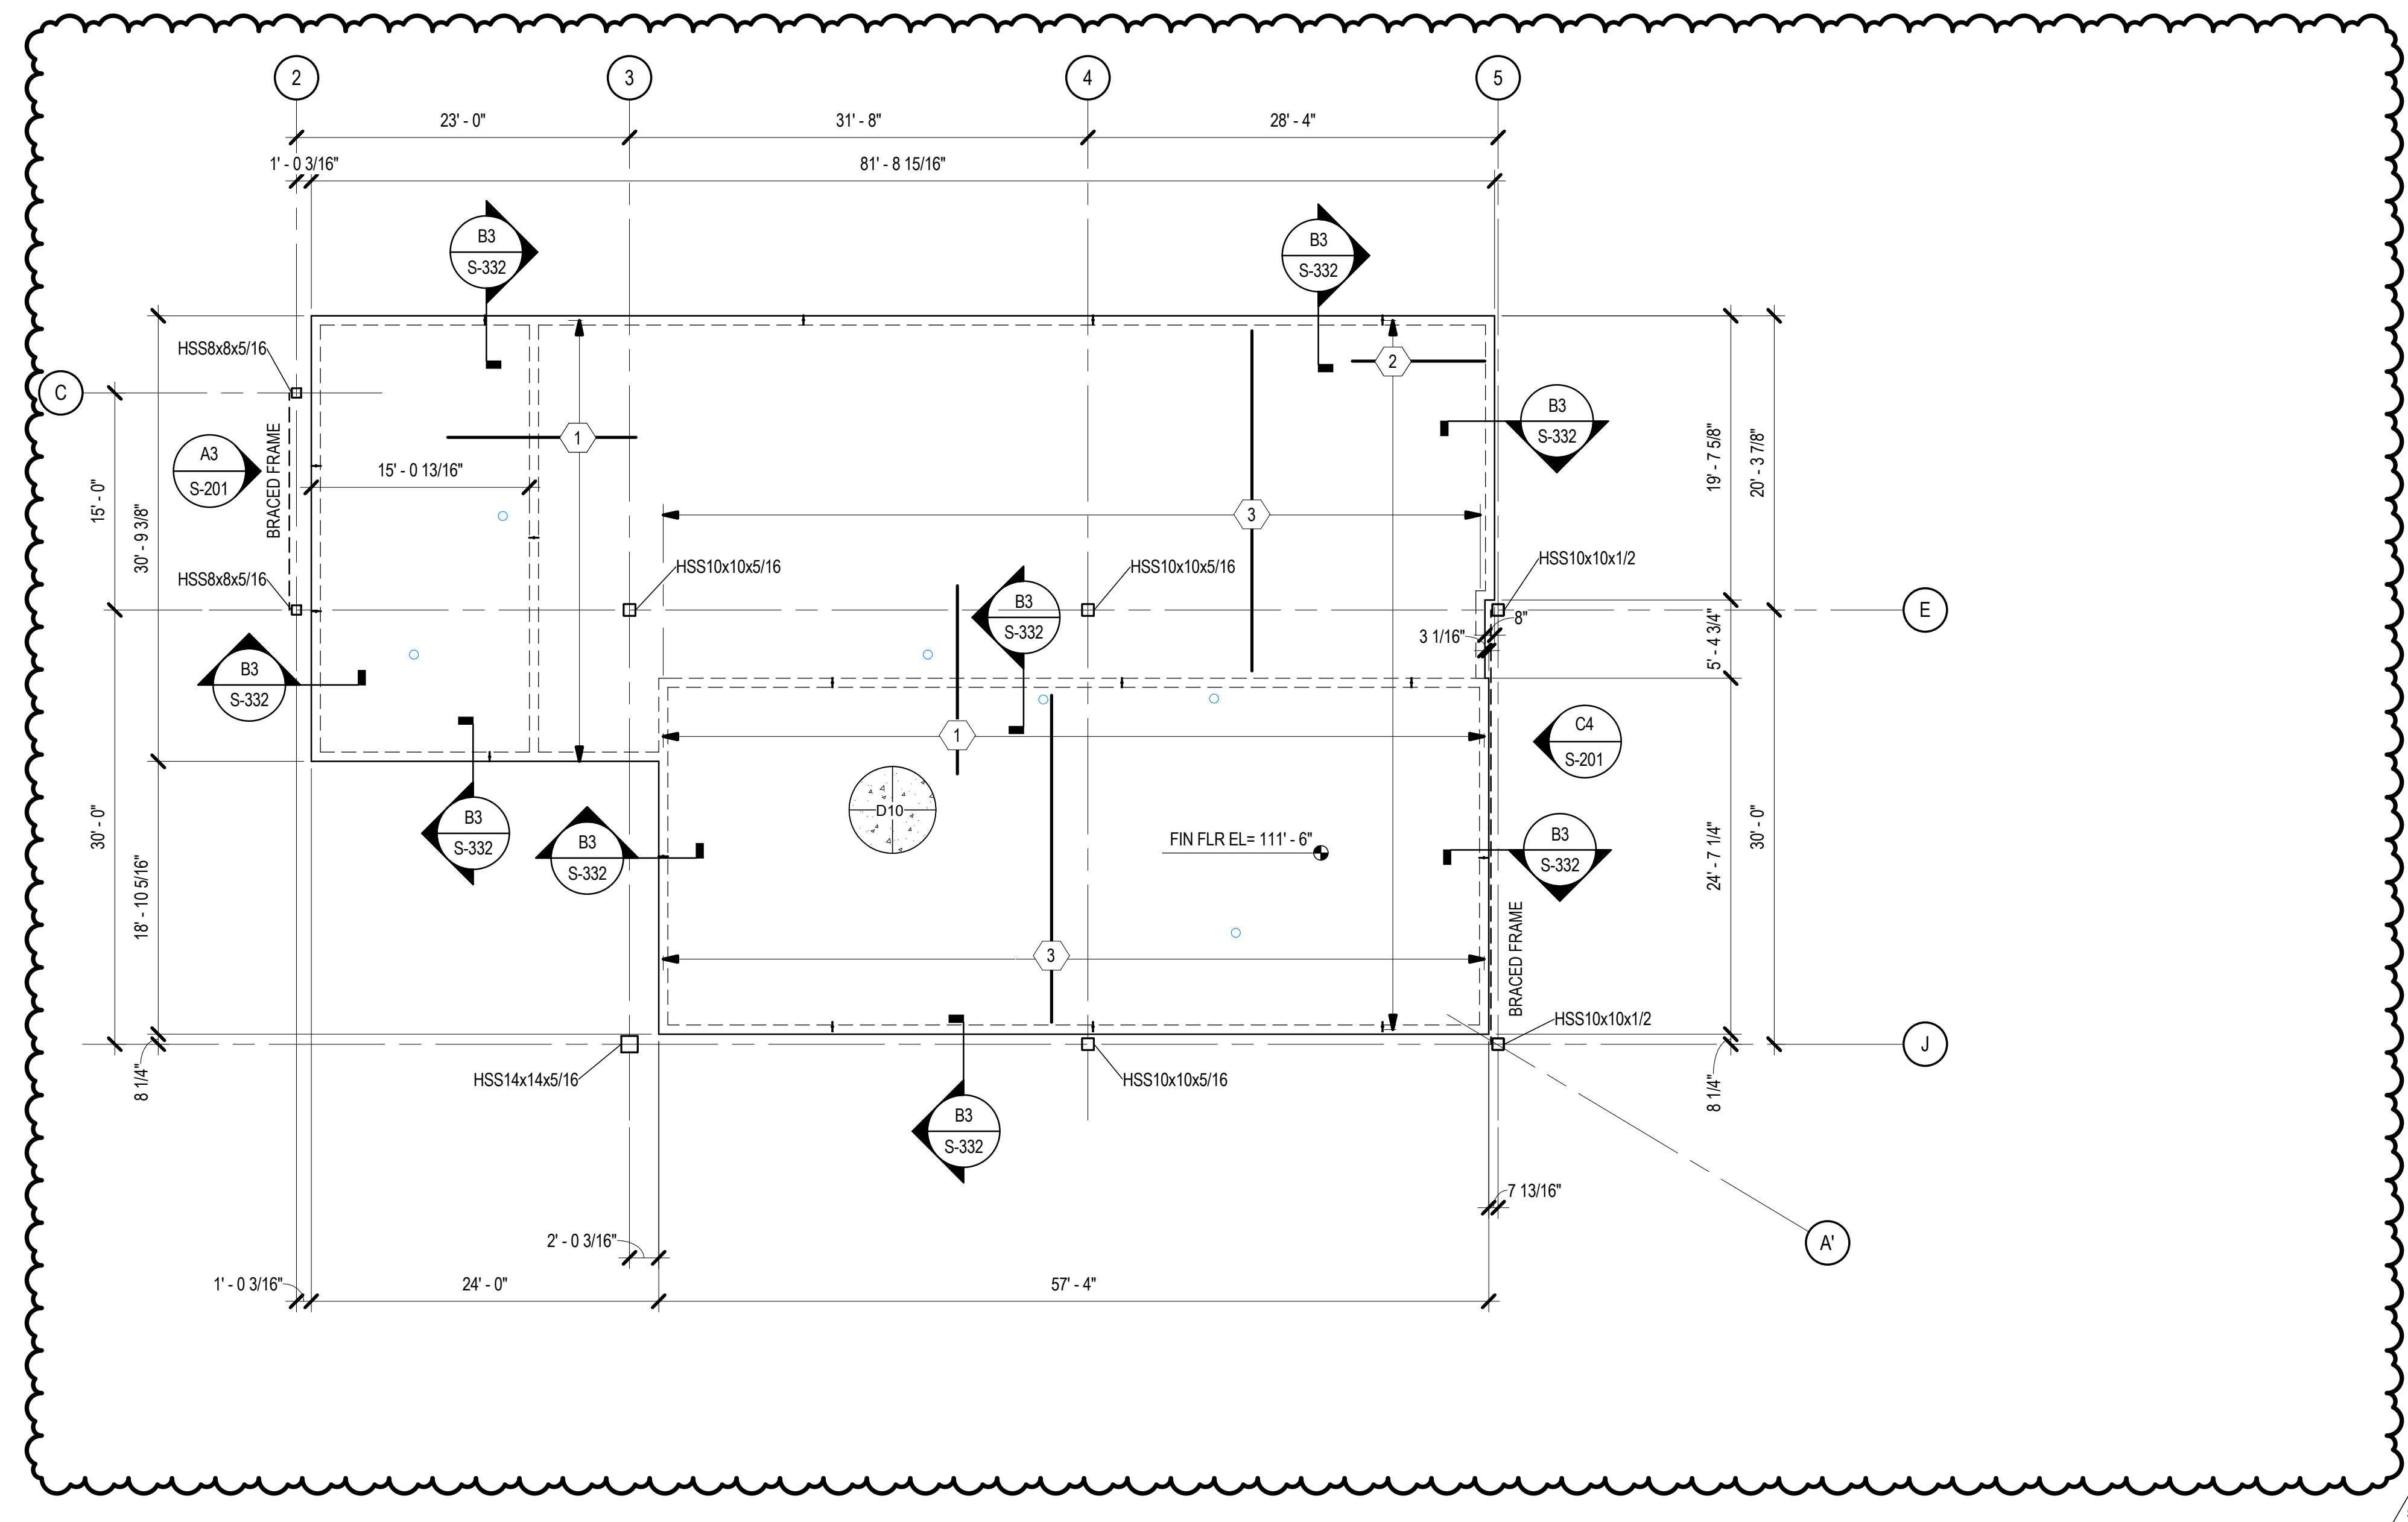 2
3
4
5
23' - 0"
31' - 8"
28' - 4"
1' - 0 3/16"
81' - 8 15/16"
B3
S-332
B3
S-332
HSS8x8x5/16
C
2
B3
S-332
1
A3
S-201
BRACED FRAME
15' - 0 13/16"
15' - 0"
30' - 9 3/8"
19' - 7 5/8"
20' - 3 7/8"
3
HSS8x8x5/16
HSS10x10x5/16
HSS10x10x5/16
HSS10x10x1/2
B3
S-332
E
8"
3 1/16"
5' - 4 3/4"
B3
S-332
1
C4
S-201
D10
30' - 0"
18' - 10 5/16"
B3
S-332
B3
S-332
FIN FLR EL= 111' - 6"
B3
S-332
24' - 7 1/4"
30' - 0"
3
BRACED FRAME
HSS10x10x1/2
J
8 1/4"
HSS14x14x5/16
HSS10x10x5/16
8 1/4"
B3
S-332
7 13/16"
2' - 0 3/16"
A'
1' - 0 3/16"
24' - 0"
57' - 4"